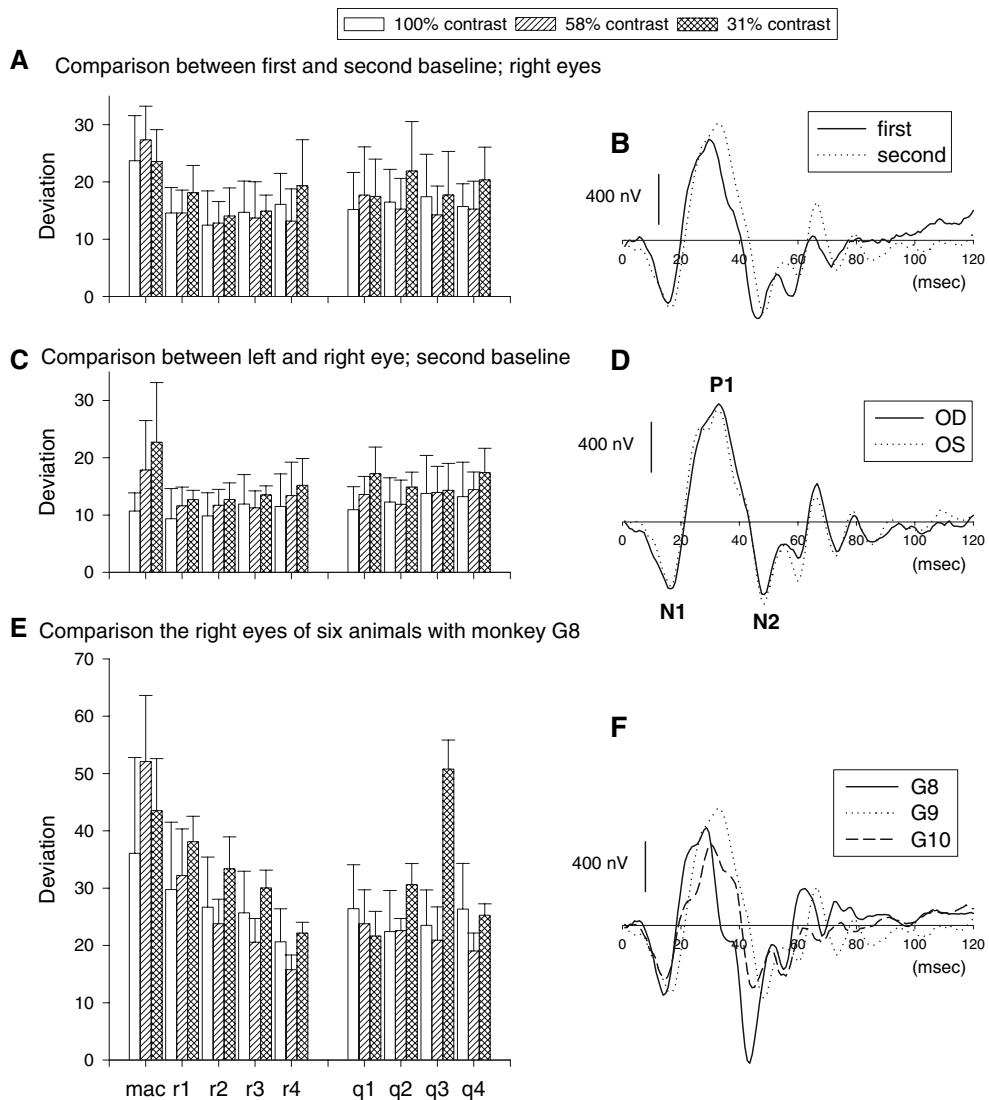 100% contrast 58% contrast 31% contrast
A Comparison between first and second baseline; right eyes
Deviation
30
20
10
0
B
first
second
400 nV
0 20 40 60 80 100 120
(msec)
C Comparison between left and right eye; second baseline
Deviation
30
20
10
0
D
P1
OD
OS
400 nV
0 20 40 60 80 100 120
(msec)
N1
N2
E Comparison the right eyes of six animals with monkey G8
Deviation
70
60
50
40
30
20
10
0
mac r1 r2 r3 r4 q1 q2 q3 q4
F
G8
G9
G10
400 nV
0 20 40 60 80 100 120
(msec)